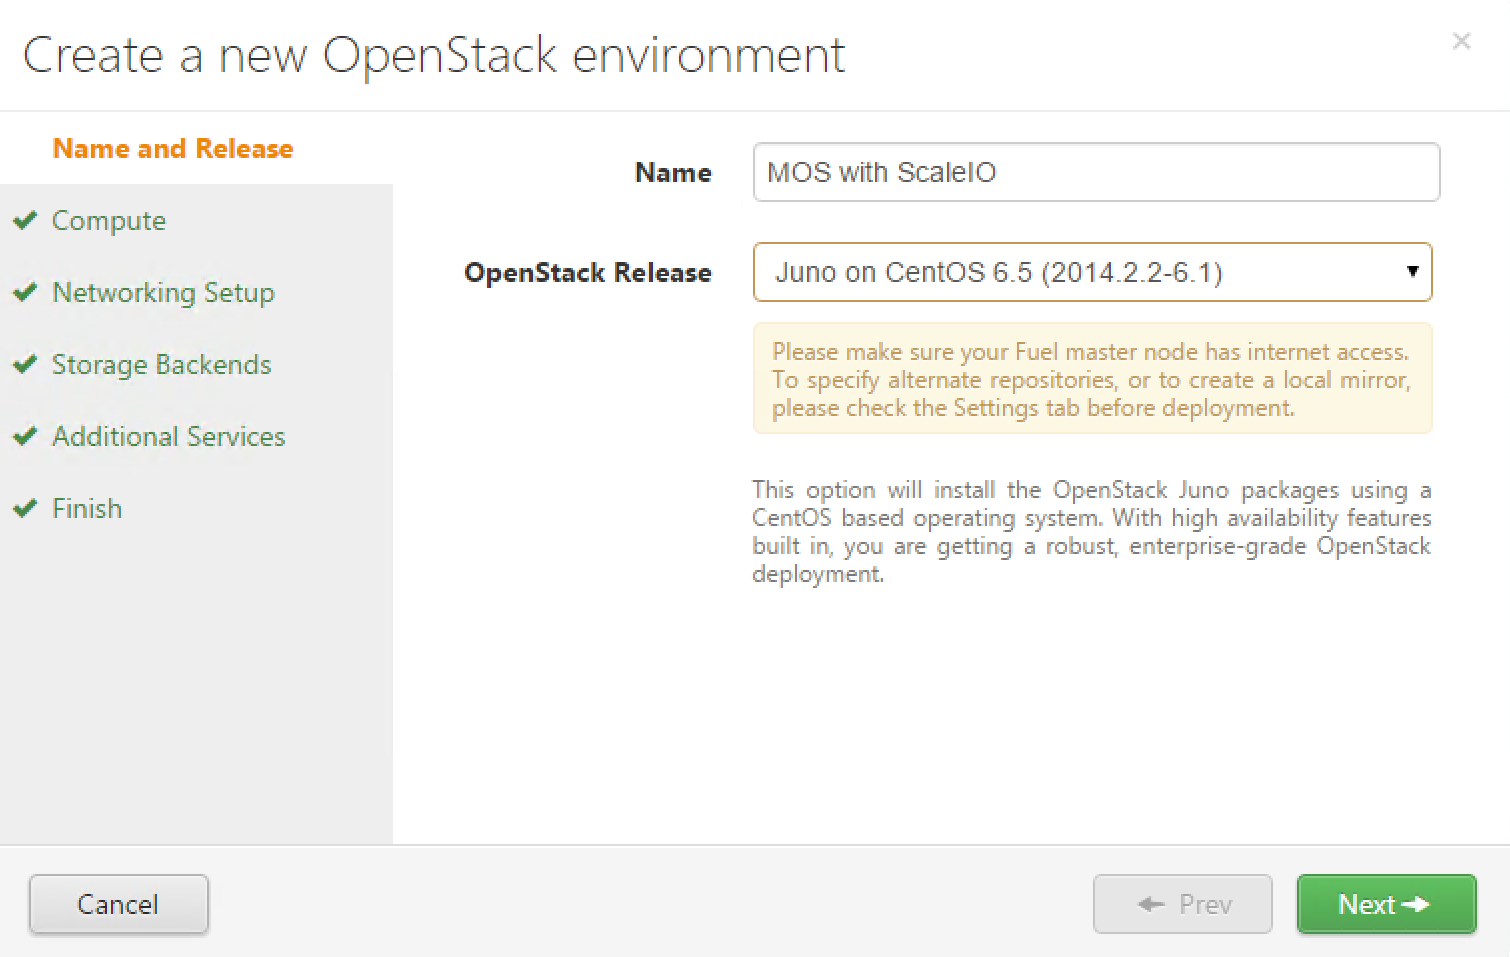 Create a new OpenStack environment
×
Name and Release
Compute
Networking Setup
Storage Backends
Additional Services
Finish
Name
MOS with ScaleIO
OpenStack Release
Juno on CentOS 6.5 (2014.2.2-6.1)
Please make sure your Fuel master node has internet access.
To specify alternate repositories, or to create a local mirror,
please check the Settings tab before deployment.
This option will install the OpenStack Juno packages using a
CentOS based operating system. With high availability features
built in, you are getting a robust, enterprise-grade OpenStack
deployment.
Cancel
Prev
Next